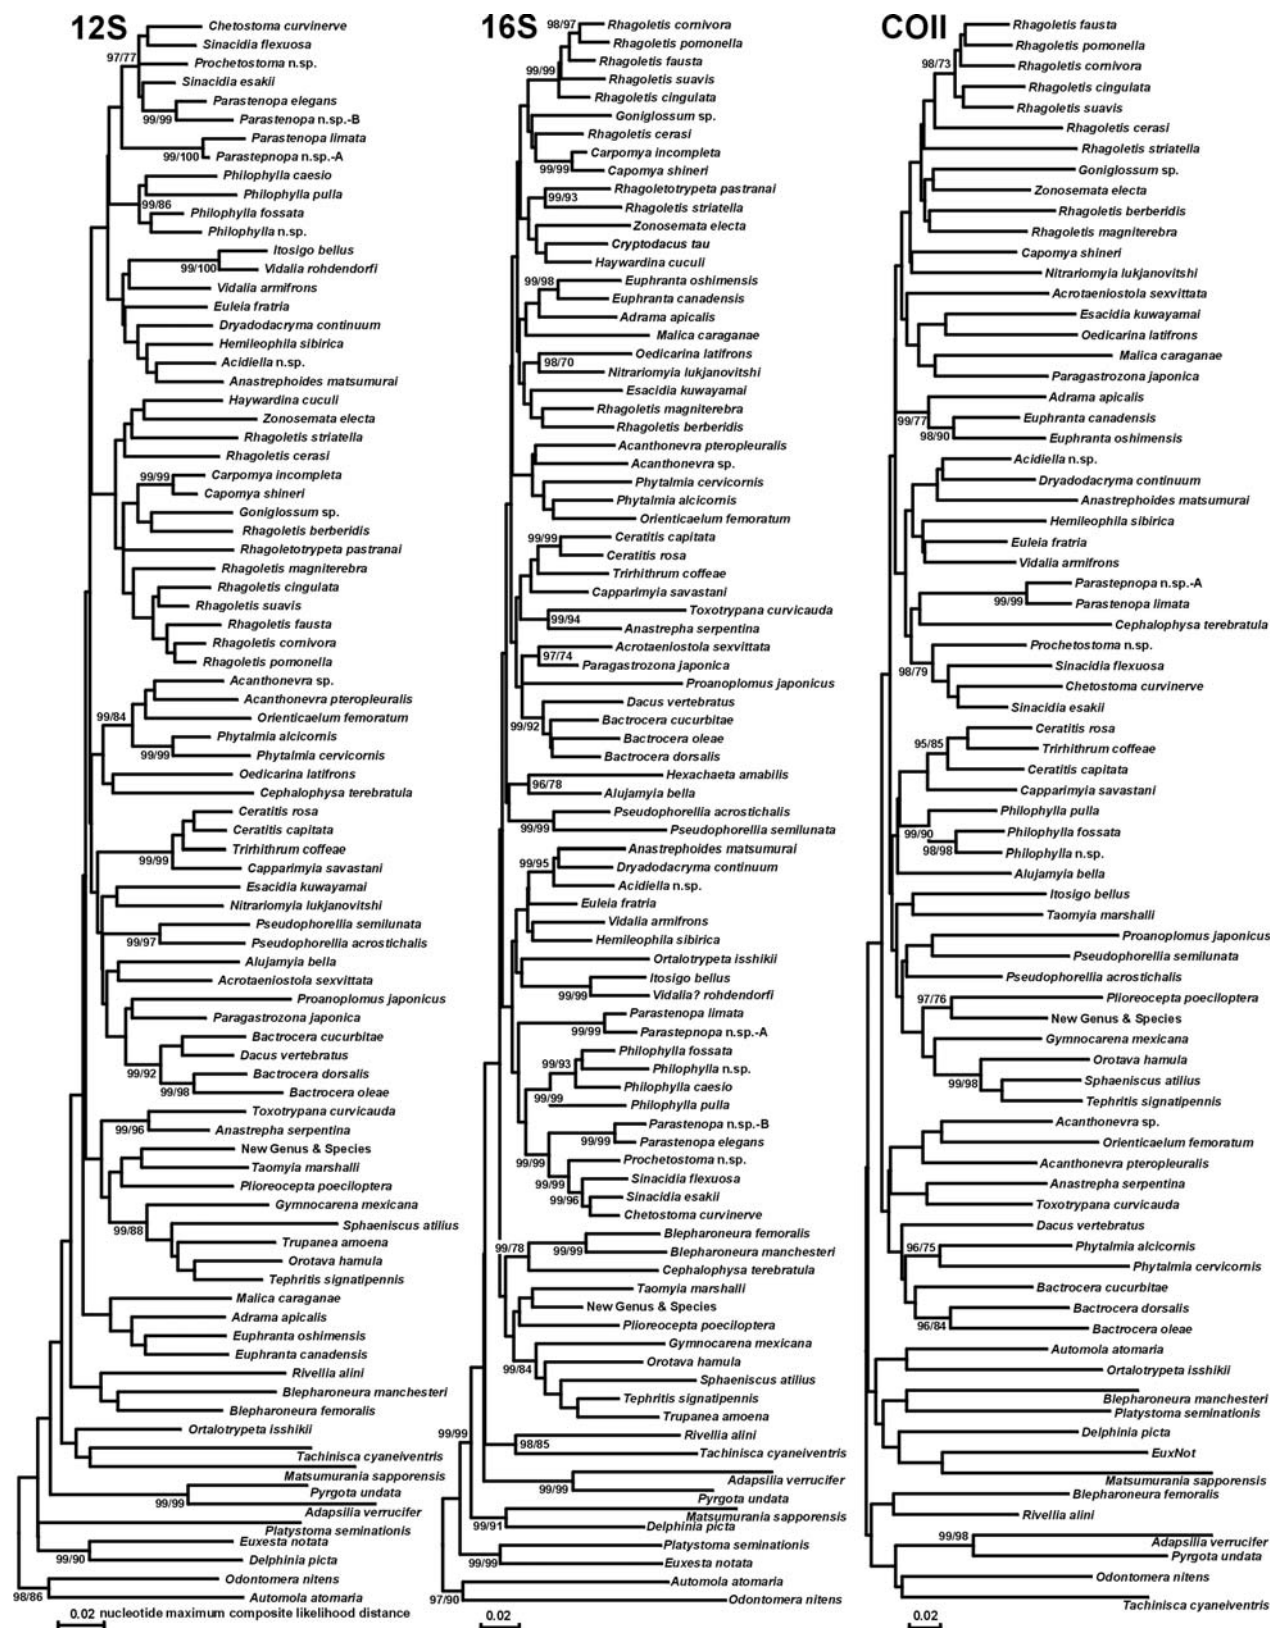 12S
Chetostoma curvinerve
Sinacidia flexuosa
97/77
Prochetostoma n.sp.
Sinacidia esakii
Parastenopa elegans
99/99
Parastenopa n.sp.-B
Parastenopa limata
99/100
Parastepnopa n.sp.-A
Philophylla caesio
Philophylla pulla
99/86
Philophylla fossata
Philophylla n.sp.
Itosigo bellus
99/100
Vidalia rohdendorfi
Vidalia armifrons
Euleia fratria
Dryadodacryma continuum
Hemileophila sibirica
Acidiella n.sp.
Anastrephoides matsumurai
Haywardina cuculi
Zonosemata electa
Rhagoletis striatella
Rhagoletis cerasi
99/99
Carpomya incompleta
Capomya shineri
Goniglossum sp.
Rhagoletis berberidis
Rhagoletotrypeta pastranai
Rhagoletis magniterebra
Rhagoletis cingulata
Rhagoletis suavis
Rhagoletis fausta
Rhagoletis cornivora
Rhagoletis pomonella
Acanthonevra sp.
Acanthonevra pteropleuralis
99/84
Orienticaelum femoratum
Phytalmia alcicornis
99/99
Phytalmia cervicornis
Oedicarina latifrons
Cephalophysa terebratula
Ceratitis rosa
Ceratitis capitata
Trirhithrum coffeae
99/99
Capparimyia savastani
Esacidia kuwayamai
Nitrariomyia lukjanovitshi
Pseudophorellia semilunata
99/97
Pseudophorellia acrostichalis
Alujamyia bella
Acrotaeniostola sexvittata
Proanoplomus japonicus
Paragastrozona japonica
Bactrocera cucurbitae
Dacus vertebratus
99/92
Bactrocera dorsalis
99/98
Bactrocera oleae
Toxotrypana curvicauda
99/96
Anastrepha serpentina
New Genus & Species
Taomyia marshalli
Plioreocepta poeciloptera
Gymnocarena mexicana
99/88
Sphaeniscus atilius
Trupanea amoena
Orotava hamula
Tephritis signatipennis
Malica caraganae
Adrama apicalis
Euphranta oshimensis
Euphranta canadensis
Rivellia alini
Blepharoneura manchesteri
Blepharoneura femoralis
Ortalotrypeta isshikii
Tachinisca cyaneiventris
Matsumurania sapporensis
Pyrgota undata
99/99
Adapsilia verrucifer
Platystoma seminationis
Euxesta notata
99/90
Delphinia picta
Odontomera nitens
98/86
Automola atomaria
0.02 nucleotide maximum composite likelihood distance
16S
98/97
Rhagoletis cornivora
Rhagoletis pomonella
Rhagoletis fausta
99/99
Rhagoletis suavis
Rhagoletis cingulata
Goniglossum sp.
Rhagoletis cerasi
Carpomya incompleta
99/99
Capomya shineri
Rhagoletotrypeta pastranai
99/93
Rhagoletis striatella
Zonosemata electa
Cryptodacus tau
Haywardina cuculi
99/98
Euphranta oshimensis
Euphranta canadensis
Adrama apicalis
Malica caraganae
Oedicarina latifrons
98/70
Nitrariomyia lukjanovitshi
Esacidia kuwayamai
Rhagoletis magniterebra
Rhagoletis berberidis
Acanthonevra pteropleuralis
Acanthonevra sp.
Phytalmia cervicornis
Phytalmia alcicornis
Orienticaelum femoratum
99/99
Ceratitis capitata
Ceratitis rosa
Trirhithrum coffeae
Capparimyia savastani
Toxotrypana curvicauda
99/94
Anastrepha serpentina
Acrotaeniostola sexvittata
97/74
Paragastrozona japonica
Proanoplomus japonicus
Dacus vertebratus
99/92
Bactrocera cucurbitae
Bactrocera oleae
Bactrocera dorsalis
Hexachaeta amabilis
96/78
Alujamyia bella
Pseudophorellia acrostichalis
99/99
Pseudophorellia semilunata
Anastrephoides matsumurai
99/95
Dryadodacryma continuum
Acidiella n.sp.
Euleia fratria
Vidalia armifrons
Hemileophila sibirica
Ortalotrypeta isshikii
Itosigo bellus
99/99
Vidalia? rohdendorfi
Parastenopa limata
99/99
Parastepnopa n.sp.-A
Philophylla fossata
99/93
Philophylla n.sp.
Philophylla caesio
99/99
Philophylla pulla
Parastenopa n.sp.-B
99/99
Parastenopa elegans
99/99
Prochetostoma n.sp.
99/99
Sinacidia flexuosa
99/96
Sinacidia esakii
Chetostoma curvinerve
Blepharoneura femoralis
99/78
99/99
Blepharoneura manchesteri
Cephalophysa terebratula
Taomyia marshalli
New Genus & Species
Plioreocepta poeciloptera
Gymnocarena mexicana
99/84
Orotava hamula
Sphaeniscus atilius
Tephritis signatipennis
Trupanea amoena
99/99
Rivellia alini
98/85
Tachinisca cyaneiventris
Adapsilia verrucifer
99/99
Pyrgota undata
Matsumurania sapporensis
99/91
Delphinia picta
Platystoma seminationis
99/99
Euxesta notata
Automola atomaria
97/90
Odontomera nitens
0.02
COII
Rhagoletis fausta
Rhagoletis pomonella
98/73
Rhagoletis cornivora
Rhagoletis cingulata
Rhagoletis suavis
Rhagoletis cerasi
Rhagoletis striatella
Goniglossum sp.
Zonosemata electa
Rhagoletis berberidis
Rhagoletis magniterebra
Capomya shineri
Nitrariomyia lukjanovitshi
Acrotaeniostola sexvittata
Esacidia kuwayamai
Oedicarina latifrons
Malica caraganae
Paragastrozona japonica
Adrama apicalis
99/77
Euphranta canadensis
98/90
Euphranta oshimensis
Acidiella n.sp.
Dryadodacryma continuum
Anastrephoides matsumurai
Hemileophila sibirica
Euleia fratria
Vidalia armifrons
Parastepnopa n.sp.-A
99/99
Parastenopa limata
Cephalophysa terebratula
Prochetostoma n.sp.
98/79
Sinacidia flexuosa
Chetostoma curvinerve
Sinacidia esakii
Ceratitis rosa
95/85
Trirhithrum coffeae
Ceratitis capitata
Capparimyia savastani
Philophylla pulla
99/90
Philophylla fossata
98/98
Philophylla n.sp.
Alujamyia bella
Itosigo bellus
Taomyia marshalli
Proanoplomus japonicus
Pseudophorellia semilunata
Pseudophorellia acrostichalis
97/76
Plioreocepta poeciloptera
New Genus & Species
Gymnocarena mexicana
Orotava hamula
99/98
Sphaeniscus atilius
Tephritis signatipennis
Acanthonevra sp.
Orienticaelum femoratum
Acanthonevra pteropleuralis
Anastrepha serpentina
Toxotrypana curvicauda
Dacus vertebratus
96/75
Phytalmia alcicornis
Phytalmia cervicornis
Bactrocera cucurbitae
Bactrocera dorsalis
96/84
Bactrocera oleae
Automola atomaria
Ortalotrypeta isshikii
Blepharoneura manchesteri
Platystoma seminationis
Delphinia picta
EuxNot
Matsumurania sapporensis
Blepharoneura femoralis
Rivellia alini
99/98
Adapsilia verrucifer
Pyrgota undata
Odontomera nitens
Tachinisca cyaneiventris
0.02